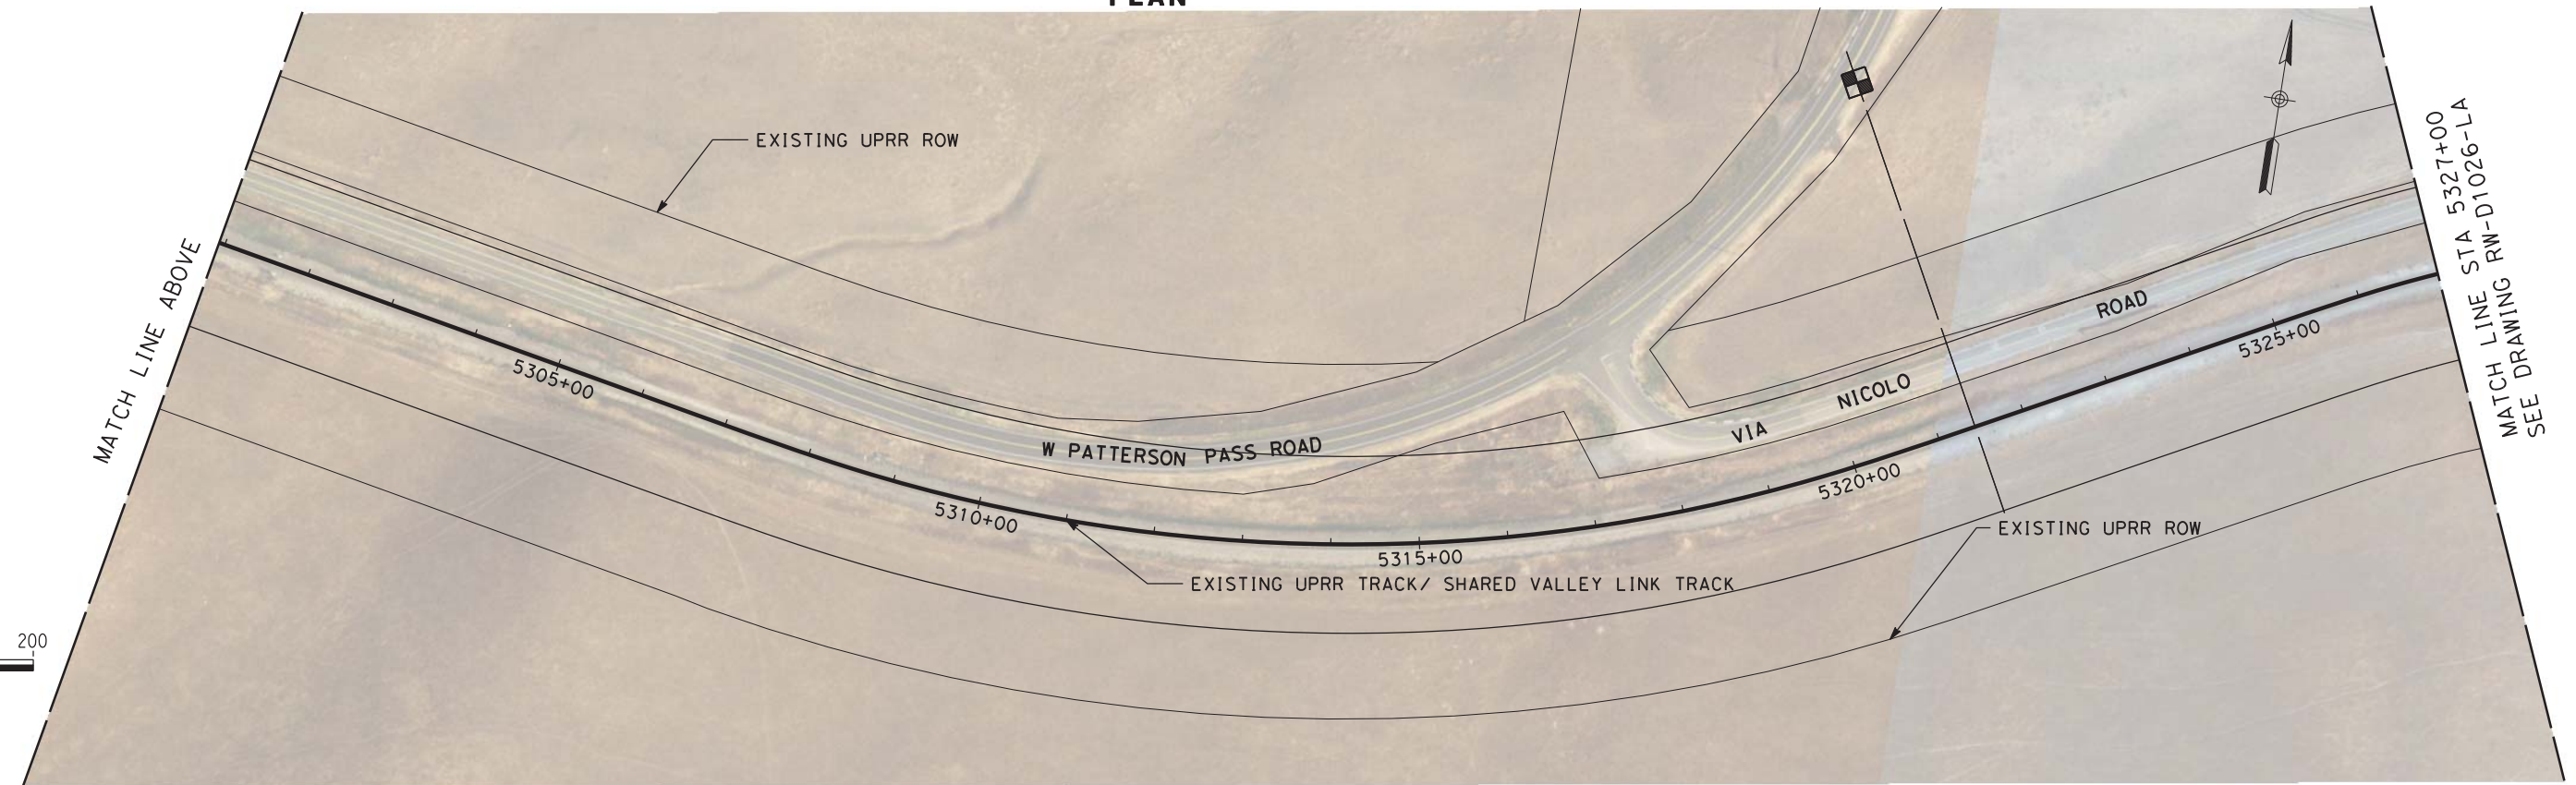 PLAN
EXISTING UPRR ROW
MATCH LINE ABOVE
MATCH LINE STA 5327+00
SEE DRAWING RW-D1026-LA
ROAD
NICOLO
VIA
W PATTERSON PASS ROAD
5305+00
5310+00
5315+00
5320+00
5325+00
EXISTING UPRR ROW
EXISTING UPRR TRACK/ SHARED VALLEY LINK TRACK
200